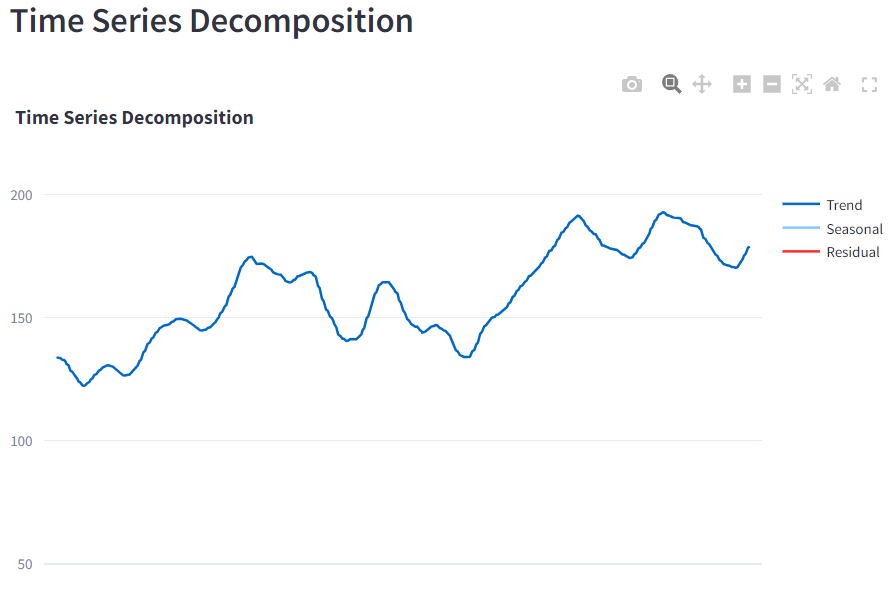 Time Series Decomposition
Time Series Decomposition
200
Trend
Seasonal
Residual
150
100
50